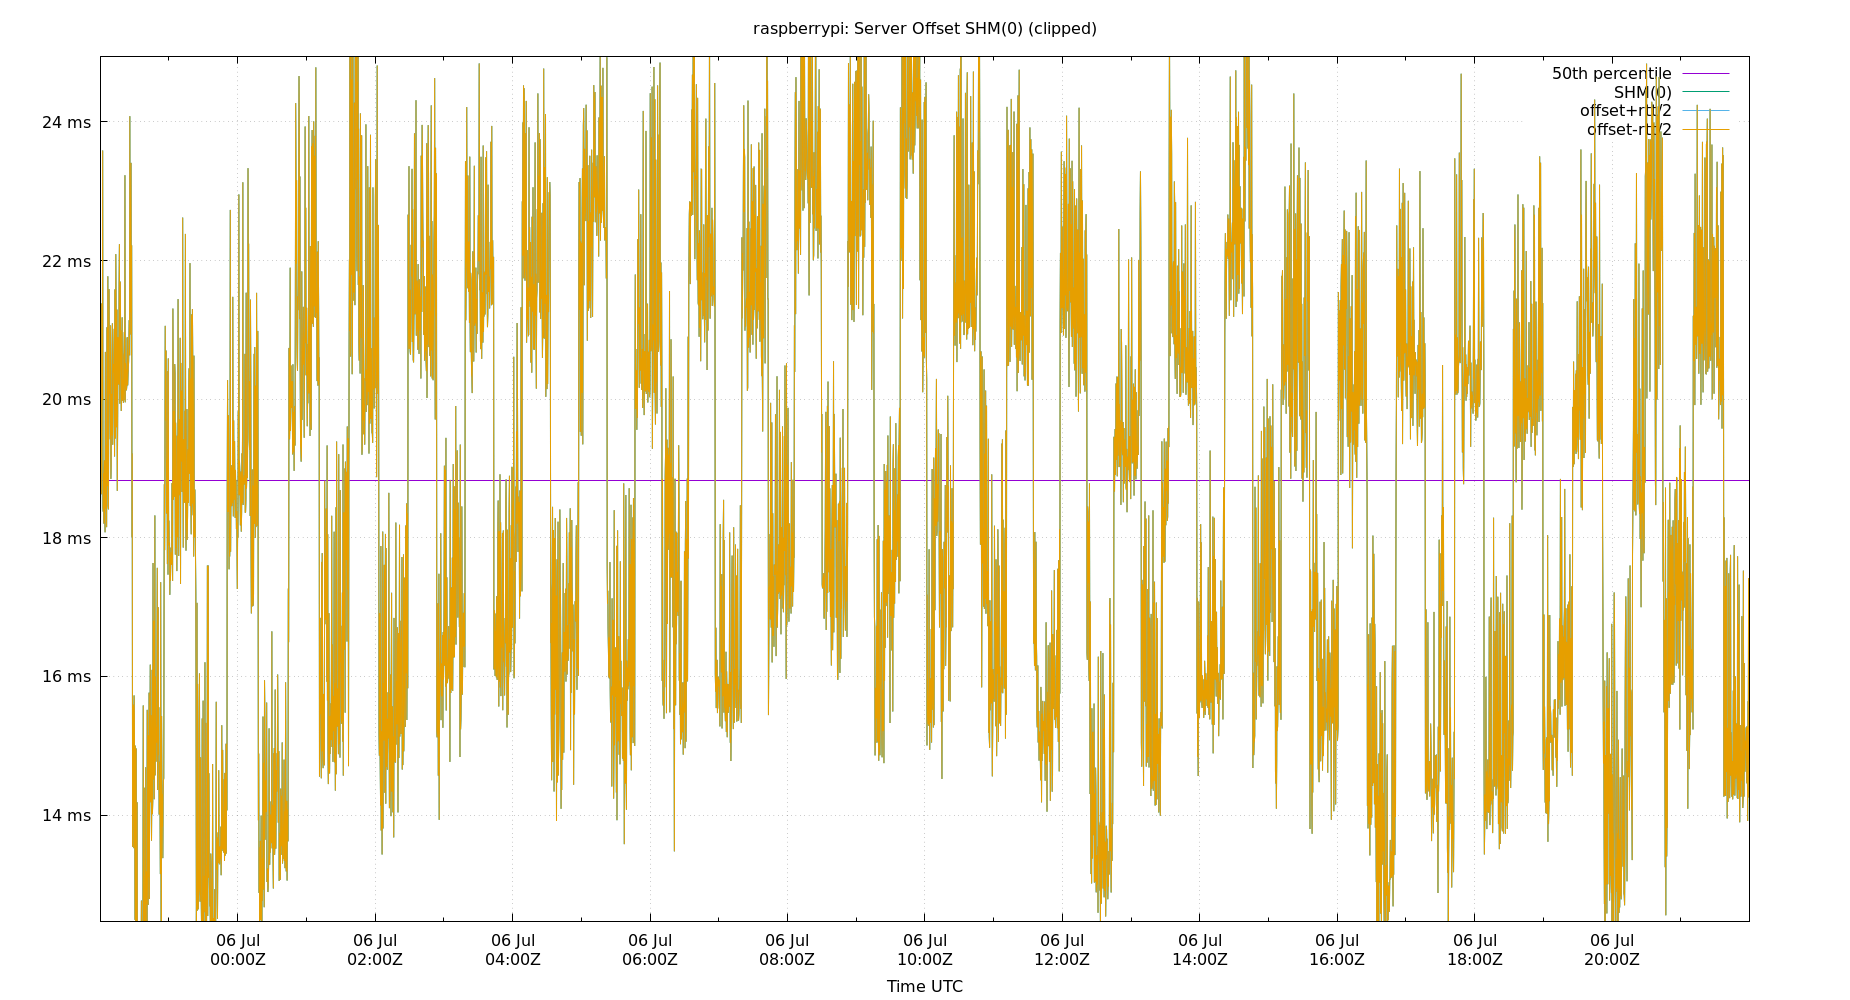 raspberrypi: Server Offset SHM(0) (clipped)
50th percentile
SHM(0)
offset+rtt/2
offset-rtt/2
24 ms
22 ms
20 ms
18 ms
16 ms
14 ms
06 Jul 06 Jul 06 Jul 06 Jul 06 Jul 06 Jul 06 Jul 06 Jul 06 Jul 06 Jul 06 Jul
00:00Z 02:00Z 04:00Z 06:00Z 08:00Z 10:00Z 12:00Z 14:00Z 16:00Z 18:00Z 20:00Z
Time UTC